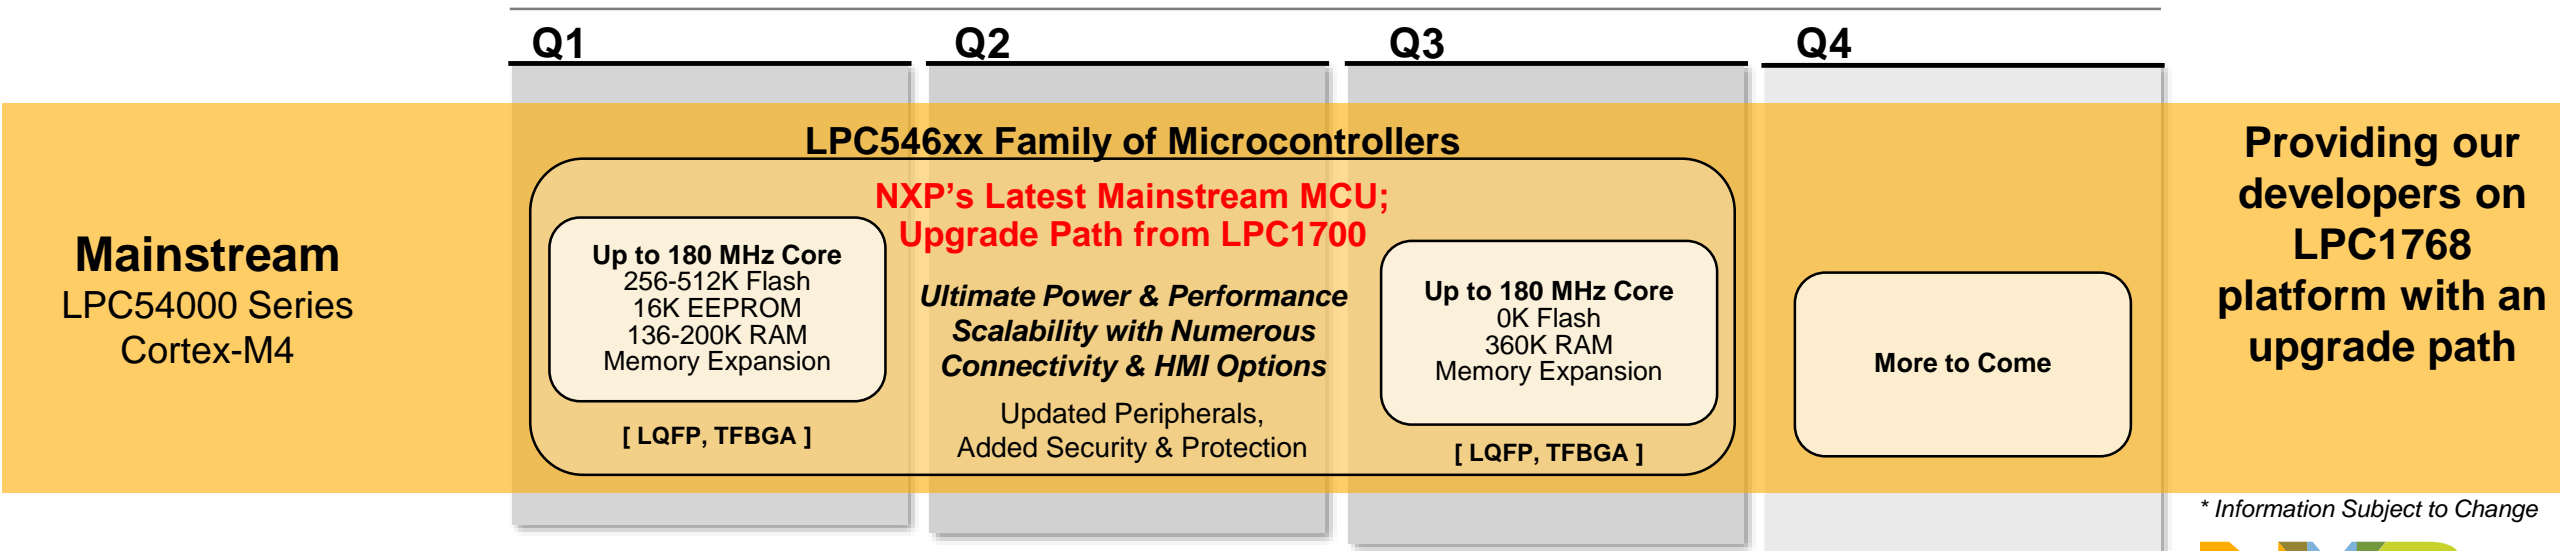 Q1
Q2
Q3
Q4
Mainstream
LPC54000 Series
Cortex-M4
LPC546xx Family of Microcontrollers
NXP's Latest Mainstream MCU;
Upgrade Path from LPC1700
Up to 180 MHz Core
256-512K Flash
16K EEPROM
136-200K RAM
Memory Expansion
[ LQFP, TFBGA ]
Ultimate Power & Performance
Scalability with Numerous
Connectivity & HMI Options
Updated Peripherals,
Added Security & Protection
Up to 180 MHz Core
0K Flash
360K RAM
Memory Expansion
[ LQFP, TFBGA ]
More to Come
Providing our
developers on
LPC1768
platform with an
upgrade path
* Information Subject to Change